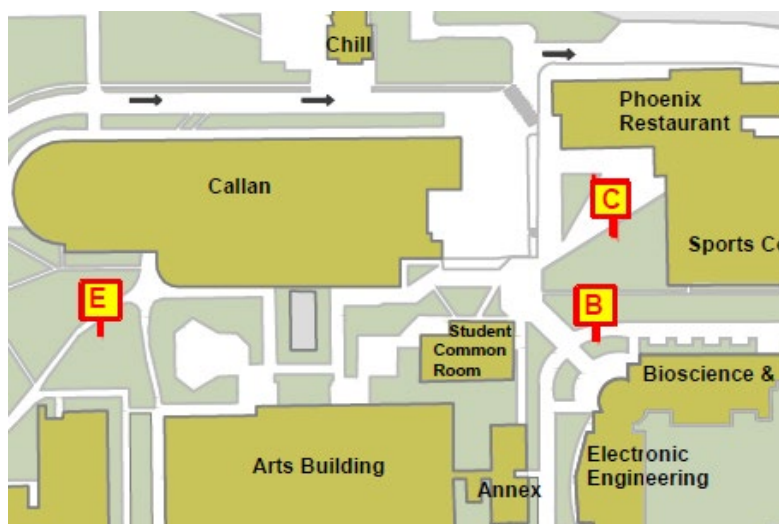 Chill
Phoenix
Restaurant
Callan
C
Sports Co
E
B
Student
Common
Room
Bioscience &
Arts Building
Electronic
Engineering
Annex